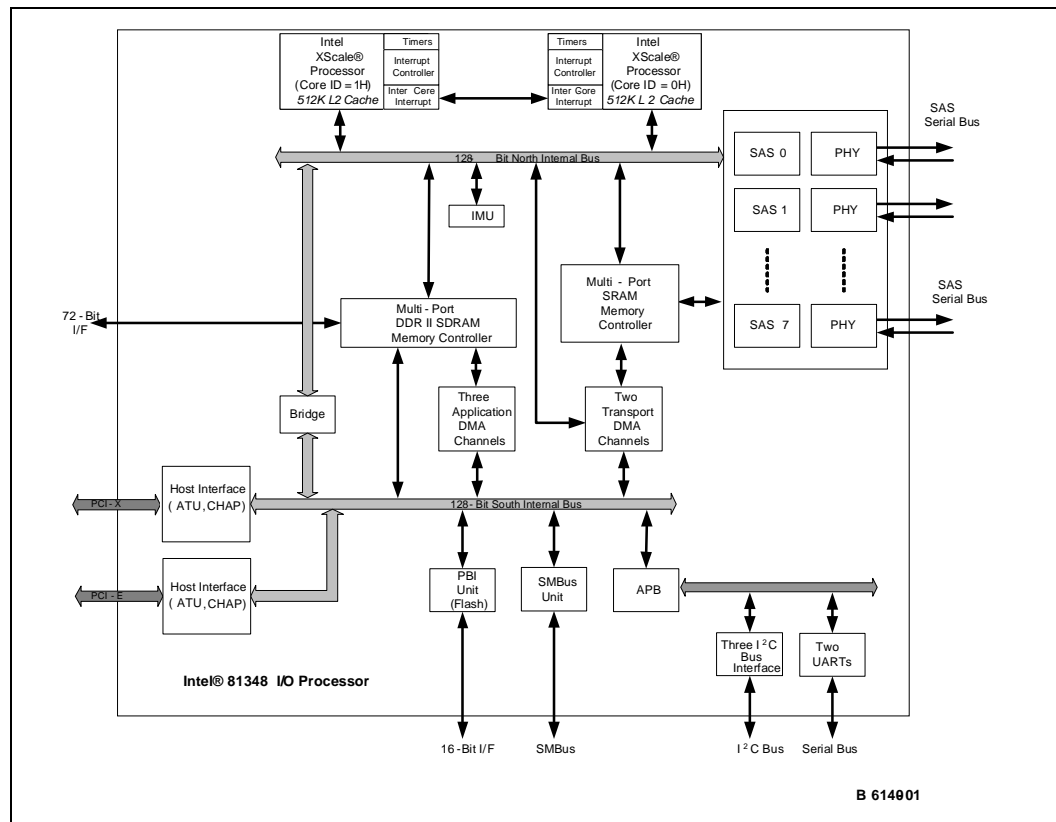 Intel
XScale®
Processor
(Core ID = 1H)
512K L2 Cache
Timers
Interrupt
Controller
Inter Core
Interrupt
Timers
Interrupt
Controller
Inter Core
Interrupt
Intel
XScale®
Processor
(Core ID = 0H)
512K L 2 Cache
SAS
Serial Bus
128- Bit North Internal Bus
SAS 0
PHY
SAS 1
PHY
SAS 7
PHY
SAS
Serial Bus
IMU
72 - Bit
I/F
Multi - Port
DDR II SDRAM
Memory Controller
Multi - Port
SRAM
Memory
Controller
Bridge
Three
Application
DMA
Channels
Two
Transport
DMA
Channels
PCI - X
Host Interface
( ATU, CHAP)
128- Bit South Internal Bus
PCI - E
Host Interface
( ATU, CHAP)
PBI
Unit
(Flash)
SMBus
Unit
APB
Three I²C
Bus
Interface
Two
UARTs
Intel® 81348 I/O Processor
16 -Bit I/F
SMBus
I²C Bus
Serial Bus